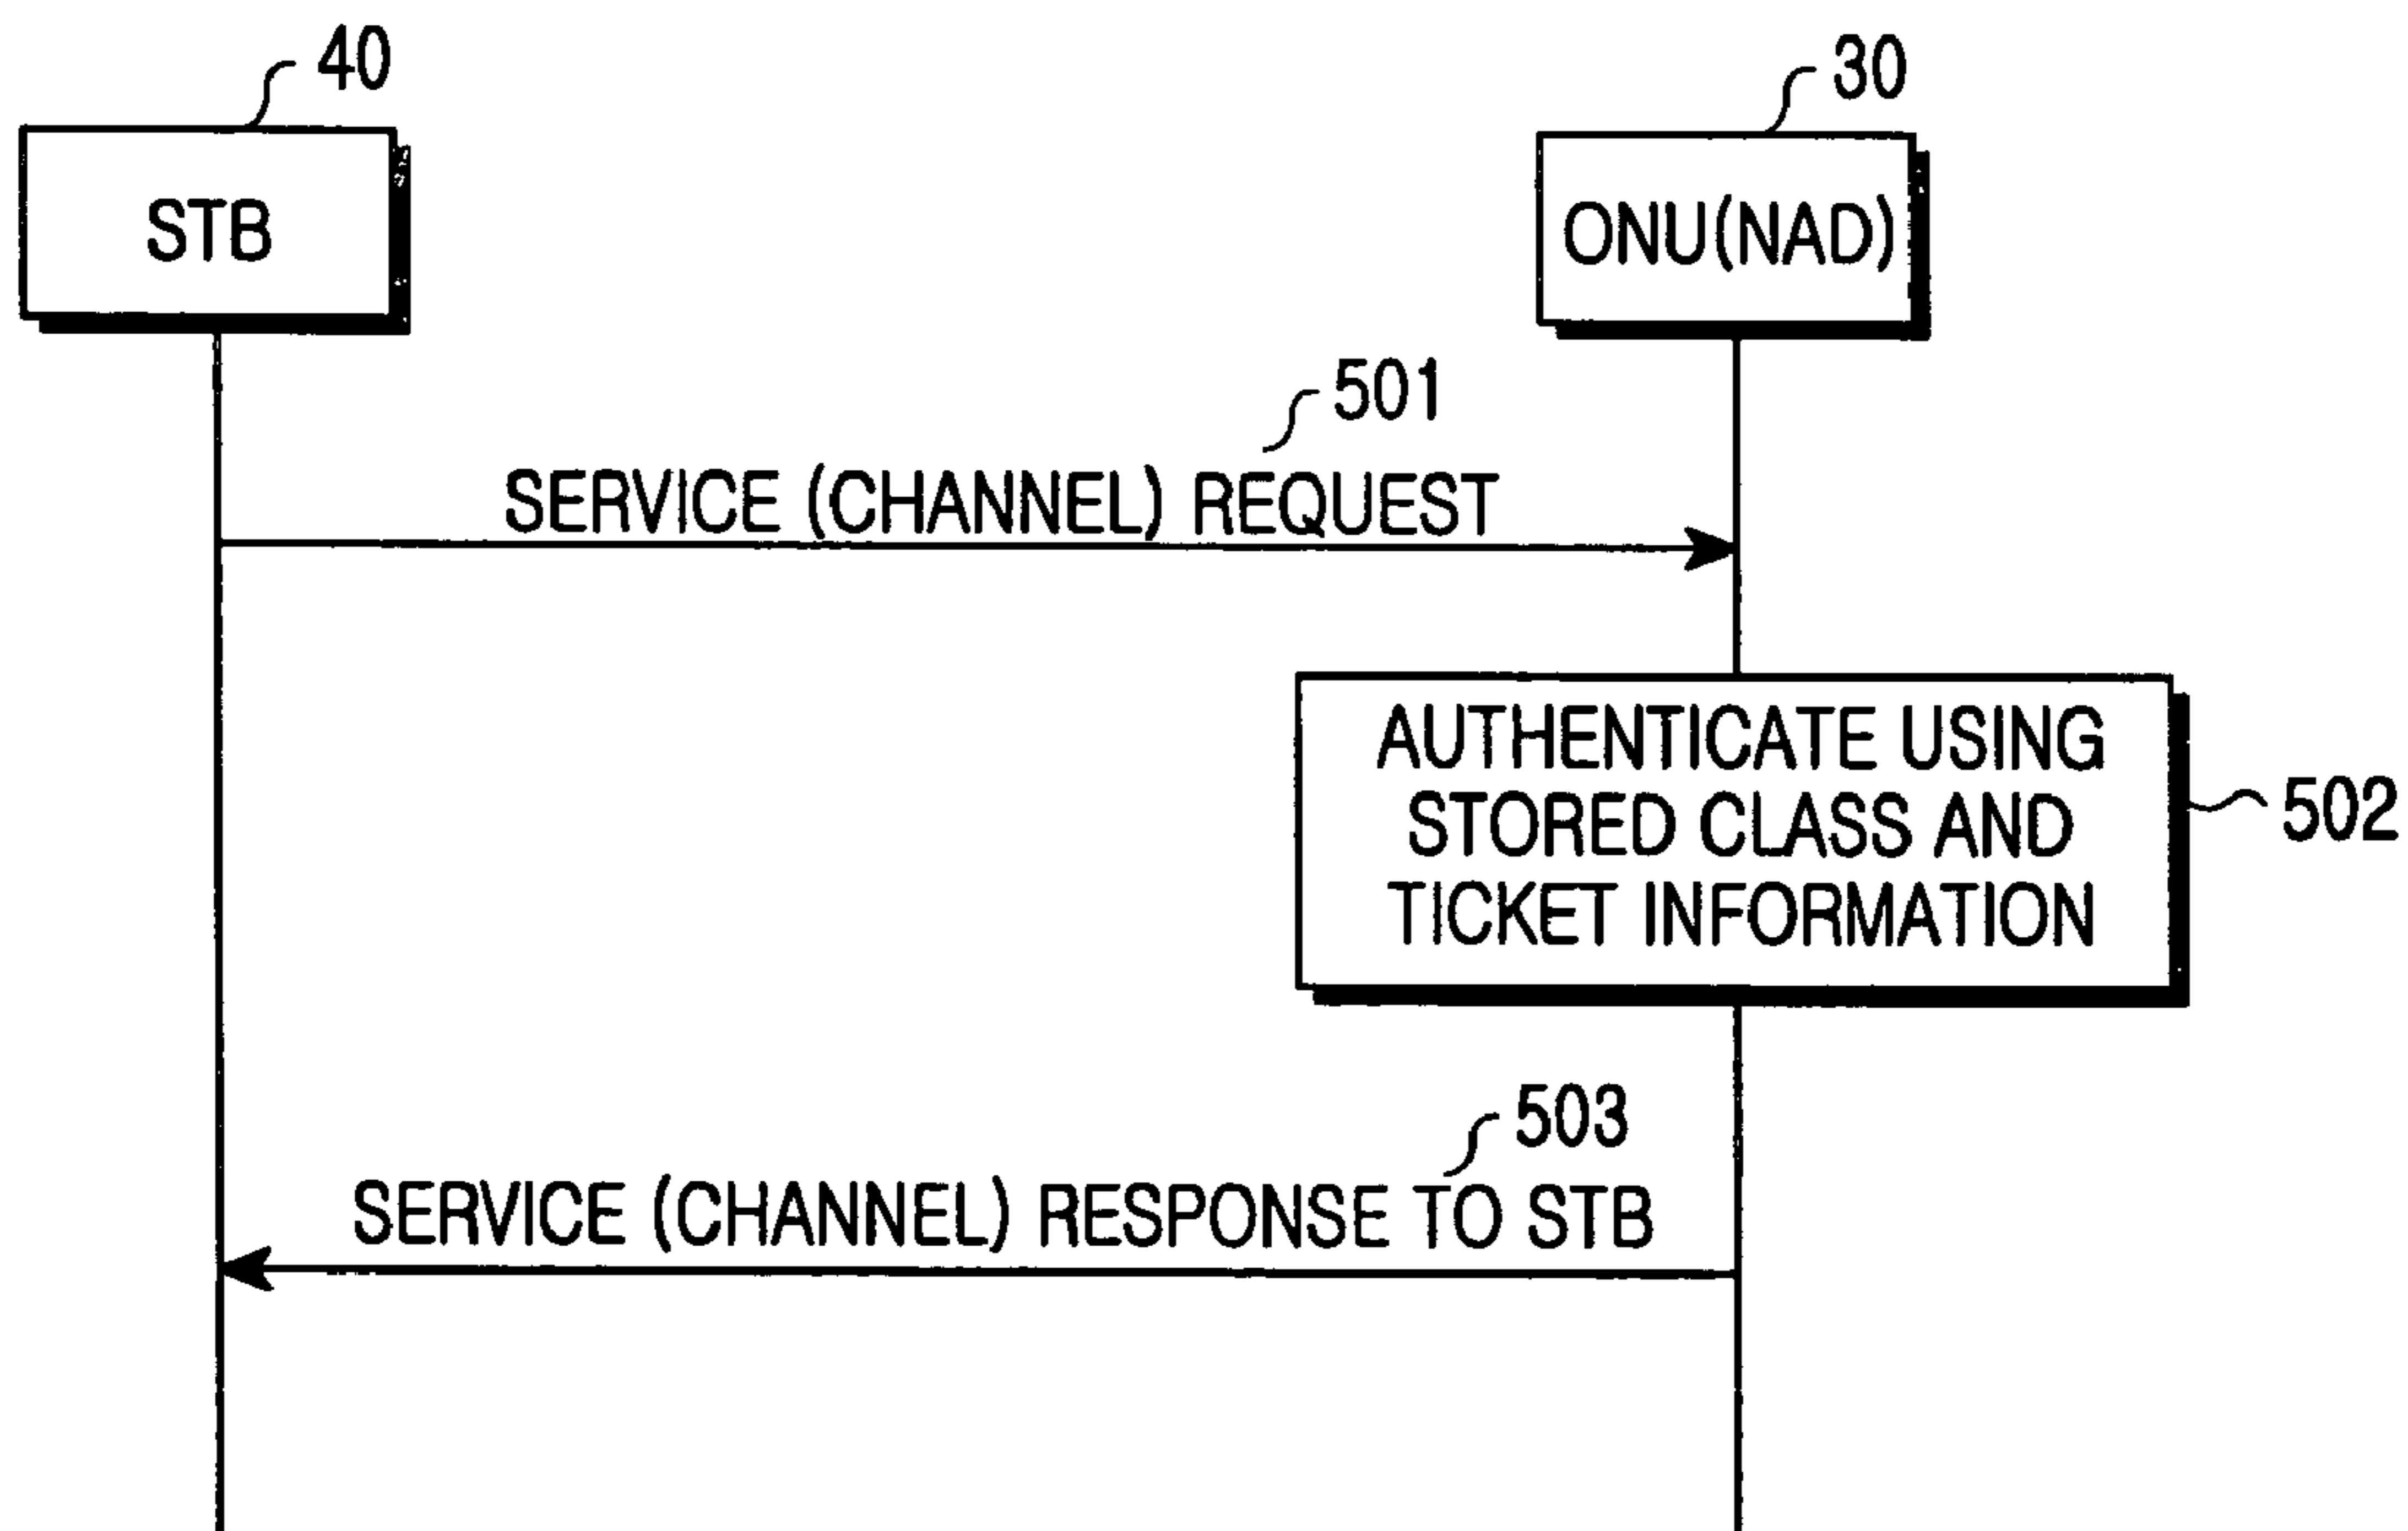 40
30
STB
ONU(NAD)
501
SERVICE (CHANNEL) REQUEST
AUTHENTICATE USING
STORED CLASS AND
TICKET INFORMATION
502
503
SERVICE (CHANNEL) RESPONSE TO STB